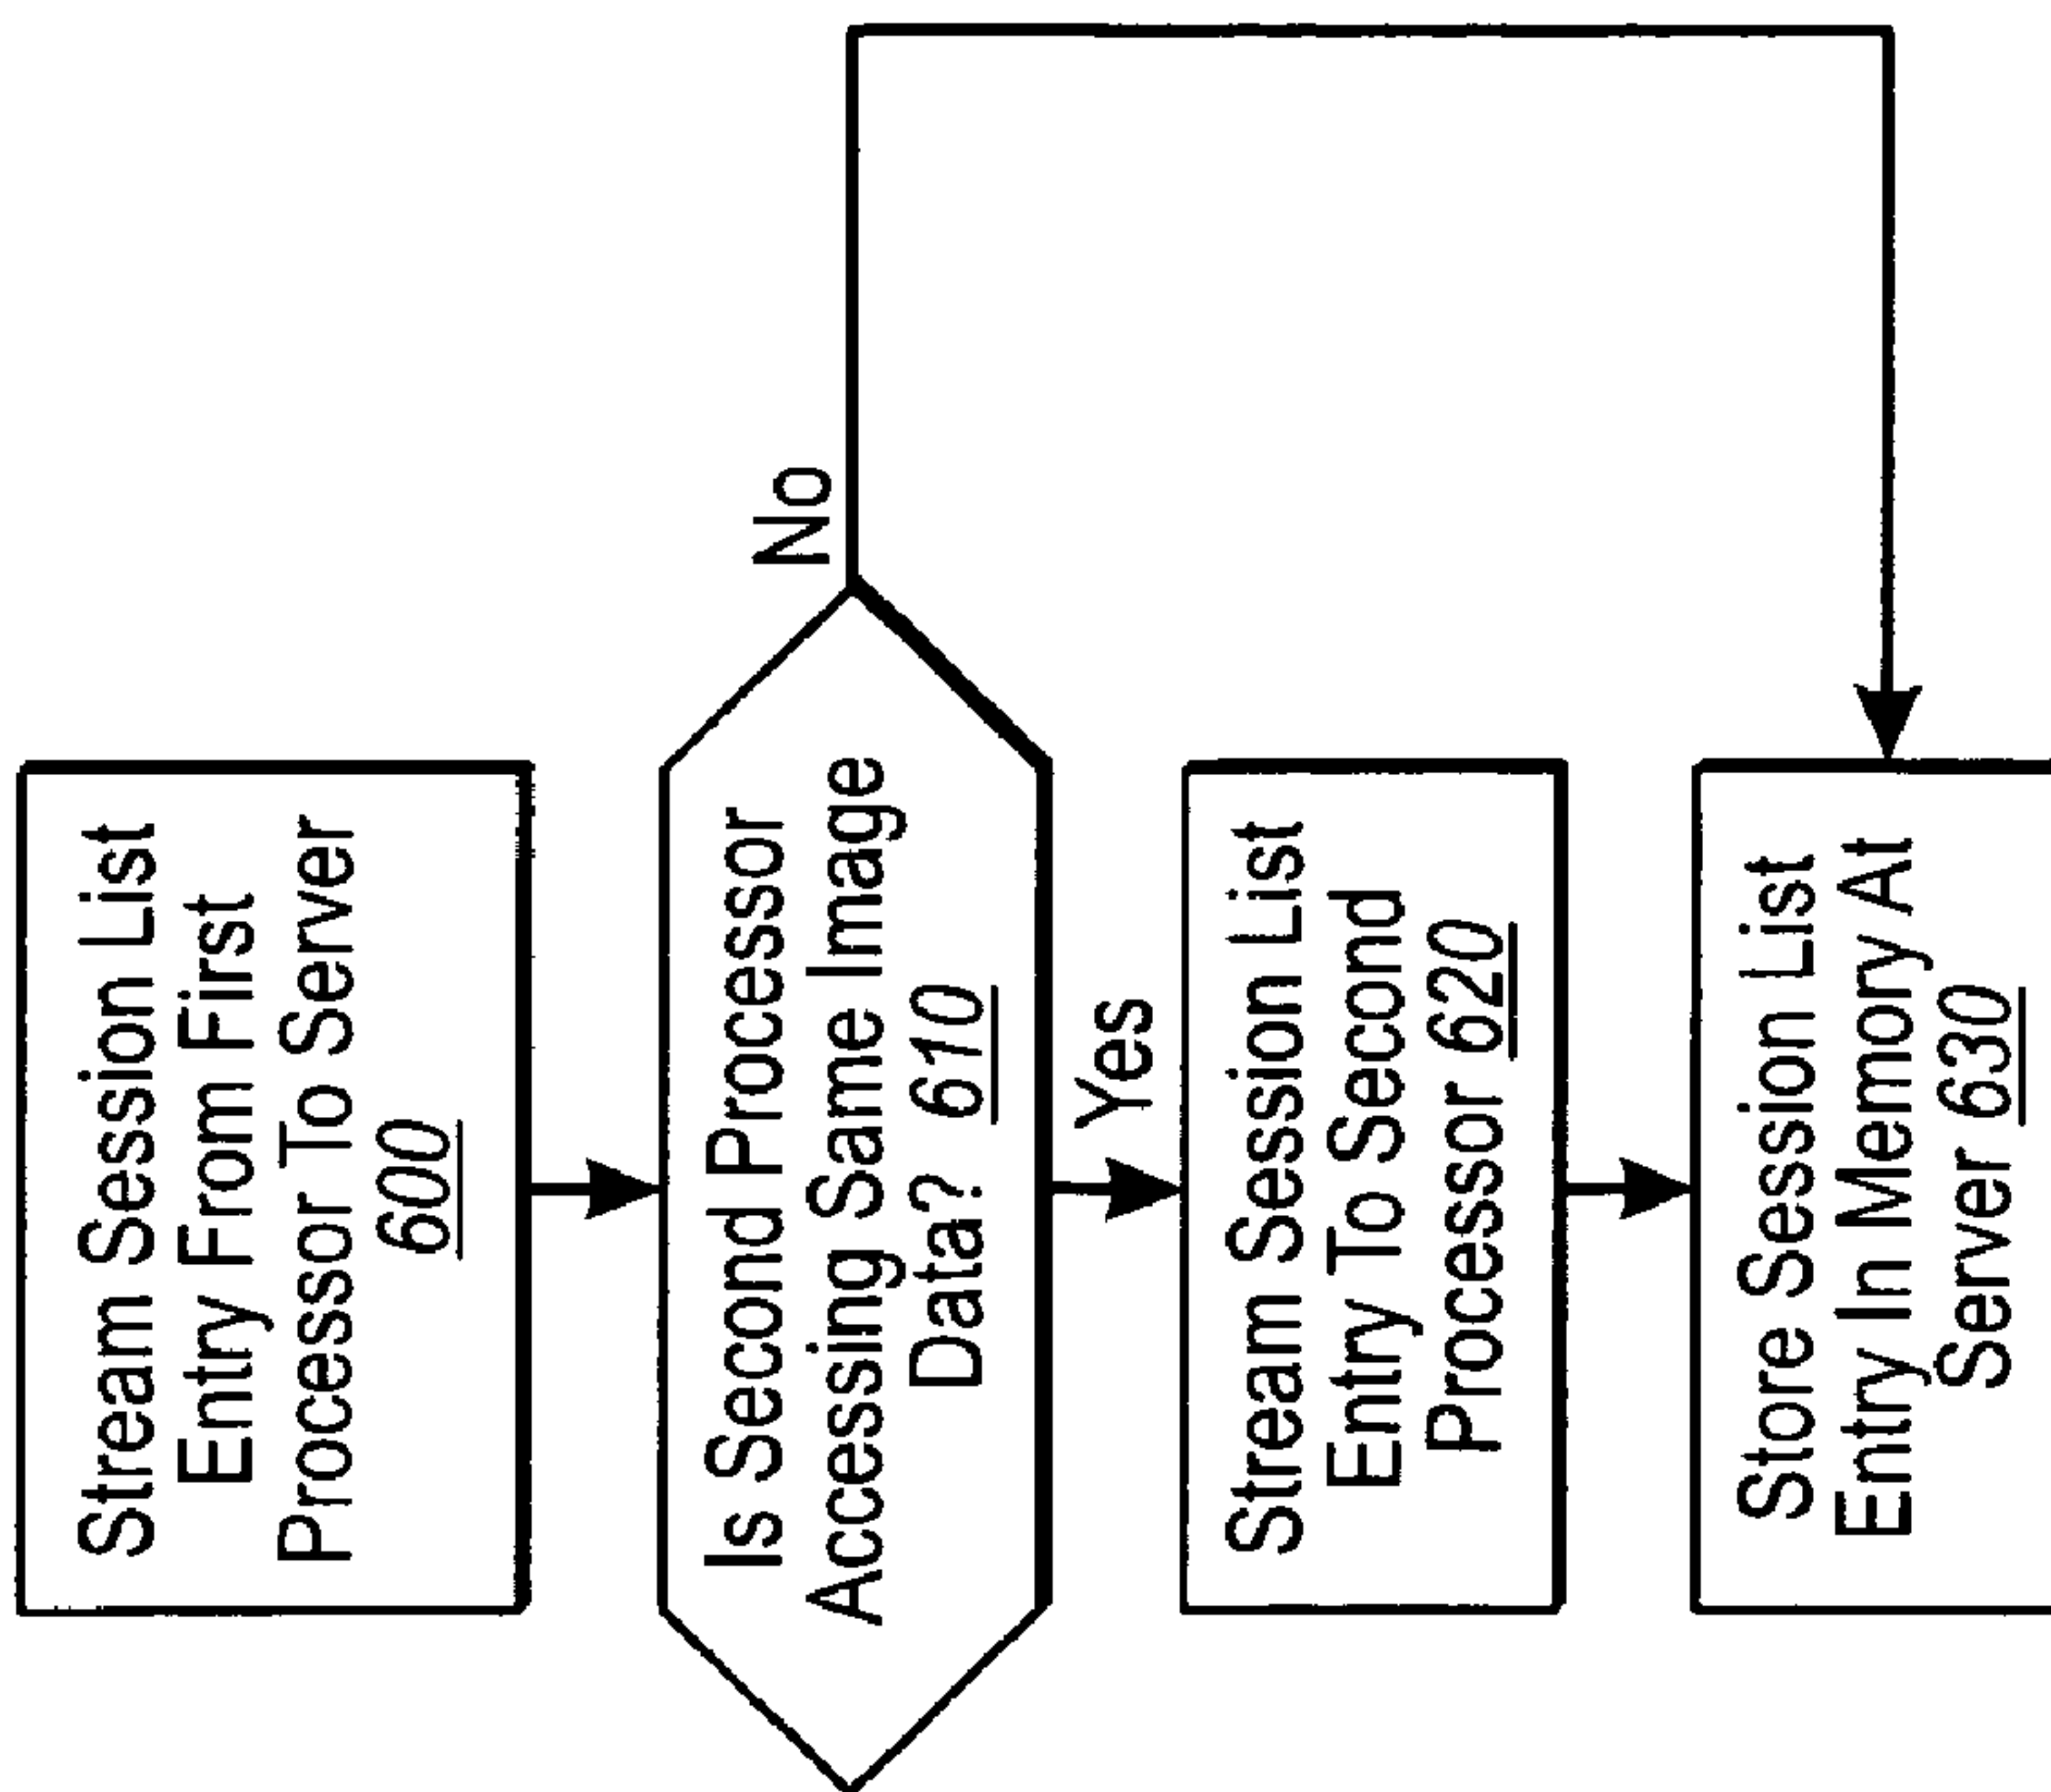 Stream Session List
Entry From First
Processor To Server
600
Is Second Processor
Accessing Same Image
Data? 610
No
Yes
Stream Session List
Entry To Second
Processor 620
Store Session List
Entry In Memory At
Server 630